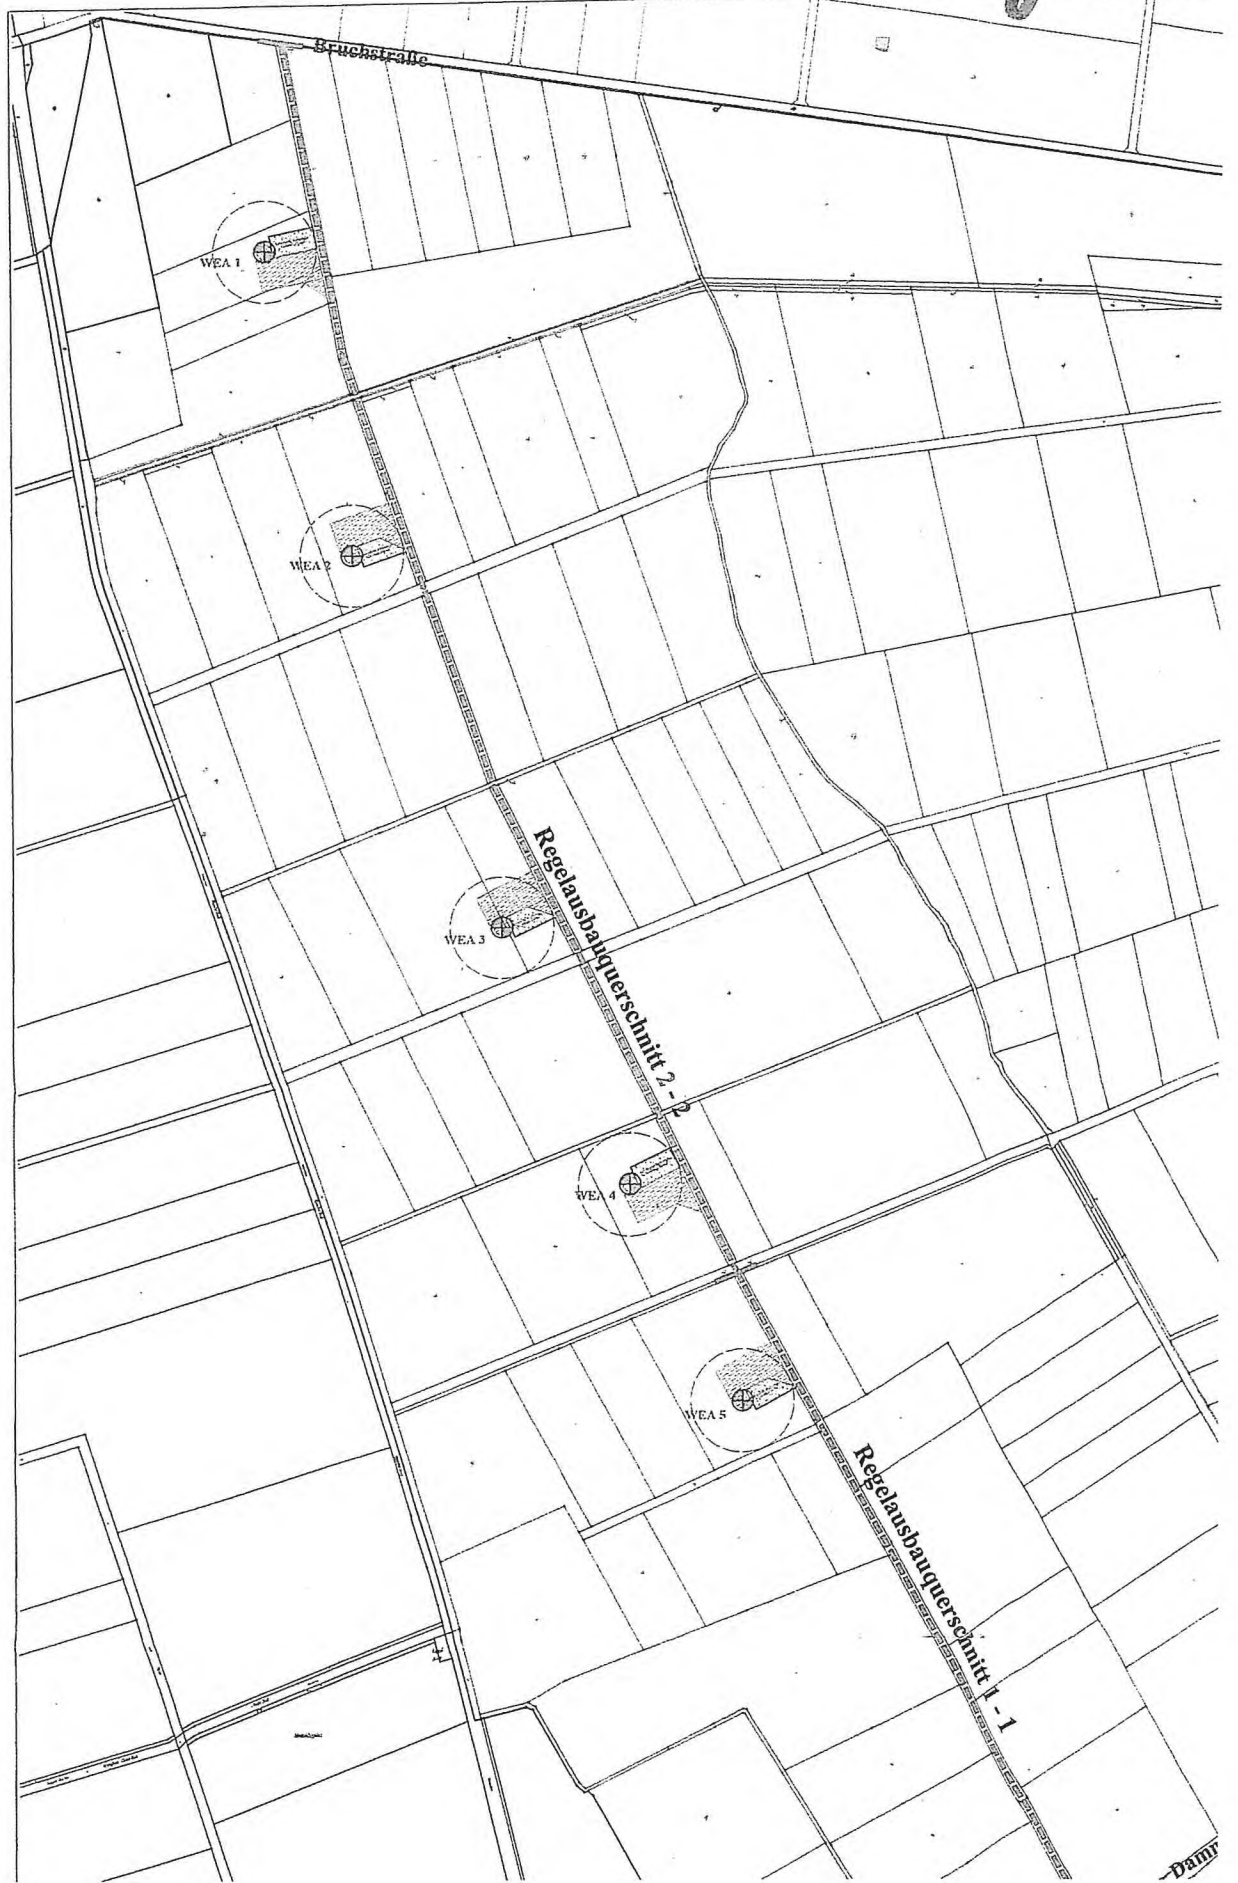 Bruchstraße
WEA 1
WEA 2
Regelausbauquerschnitt 2 - 2
WEA 3
WEA 4
WEA 5
Regelausbauquerschnitt 1 - 1
Damm